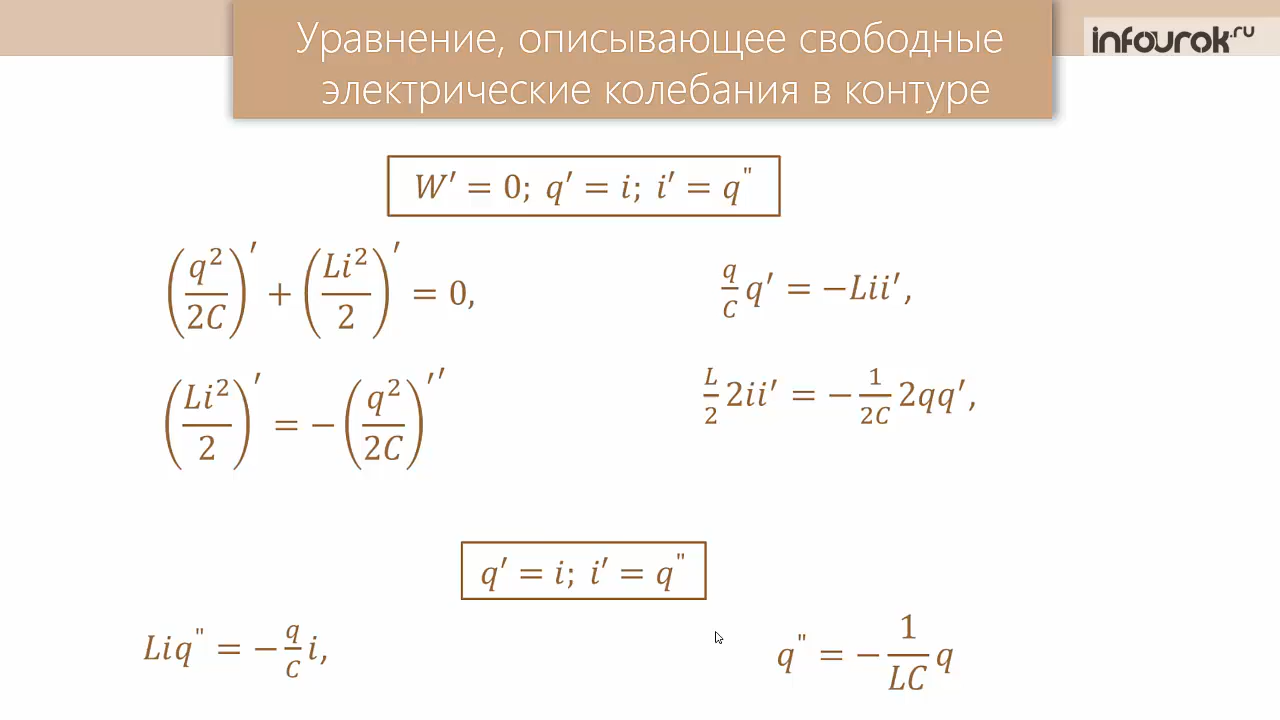 Уравнение, описывающее свободные
электрические колебания в контуре
infourok.ru
W′ = 0; q′ = i; i′ = q"
(q²/2C)′ + (Li²/2)′ = 0,
q/C q′ = −Lii′,
(Li²/2)′ = −(q²/2C)′′
L/2 2ii′ = −1/2C 2qq′,
q′ = i; i′ = q"
Liq" = −q/C i,
q" = −1/LC q